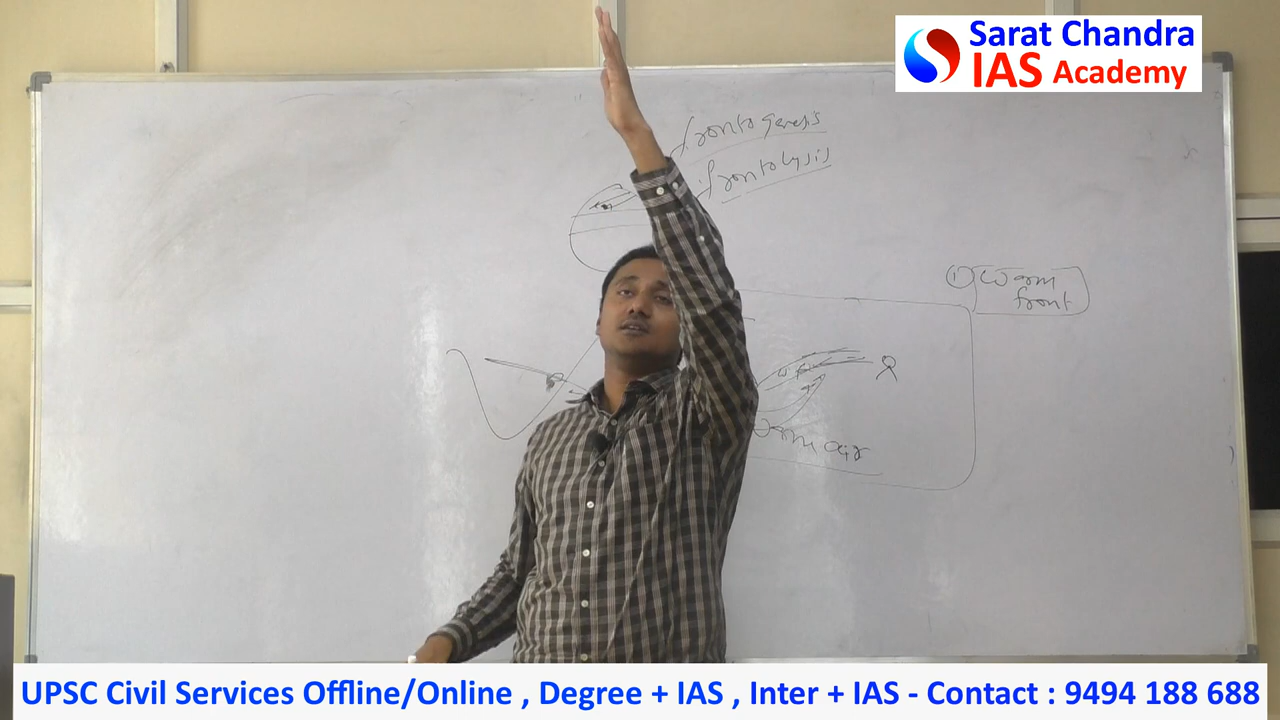 Sarat Chandra
IAS Academy
frontogenesis
frontolysis
① Warm
front
warm air
UPSC Civil Services Offline/Online , Degree + IAS , Inter + IAS - Contact : 9494 188 688